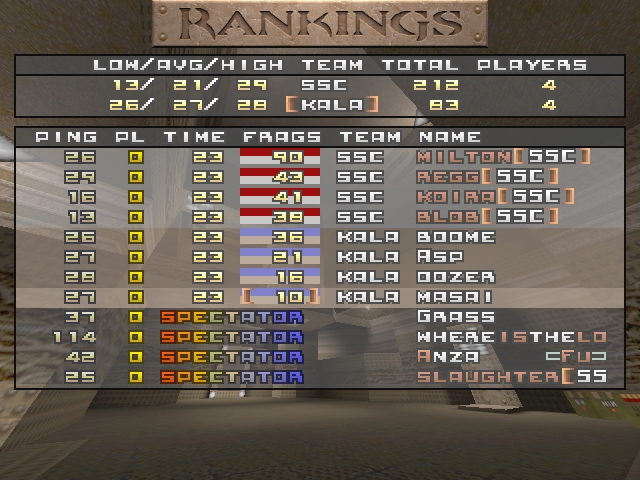 RANKINGS
LOW/AVG/HIGH TEAM TOTAL PLAYERS
13/ 21/ 29 SSC 212 4
26/ 27/ 28 [KALA] 83 4
PING PL TIME FRAGS TEAM NAME
26 0 23 90 SSC MILTON[SSC]
29 0 23 43 SSC REGG[SSC]
16 0 23 41 SSC KOIRA[SSC]
13 0 23 38 SSC BLOB[SSC]
26 0 23 36 KALA BOOME
27 0 23 21 KALA ASP
28 0 23 16 KALA OOZER
27 0 23 [10] KALA MASAI
37 0 SPECTATOR GRASS
114 0 SPECTATOR WHEREISTHELO
42 0 SPECTATOR ANZA ⊏FU⊐
25 0 SPECTATOR SLAUGHTER[SS